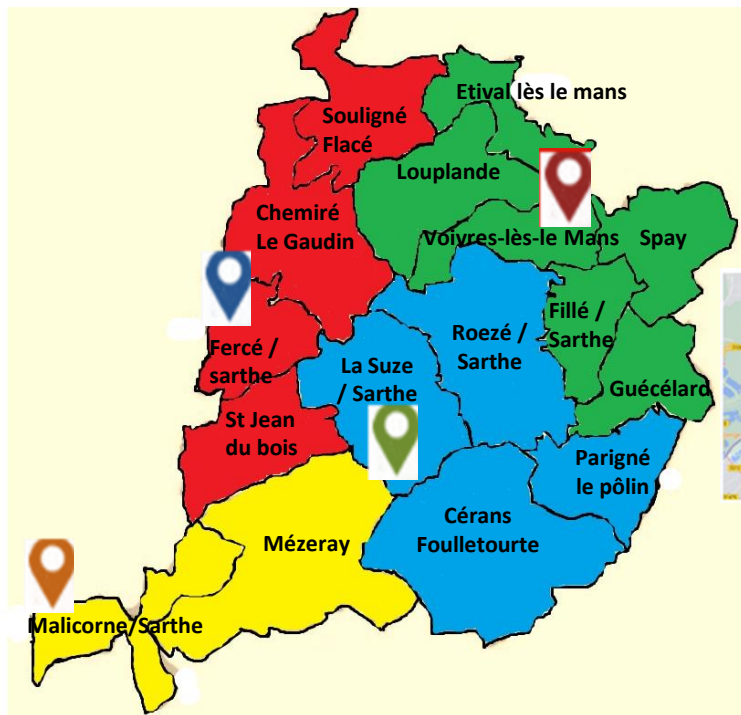 Etival lès le mans
Souligné
Flacé
Louplande
Chemiré
Le Gaudin
Voivres-lès-le Mans
Spay
Fillé /
Sarthe
Roezé /
Sarthe
Fercé /
sarthe
La Suze
/ Sarthe
Guécélard
St Jean
du bois
Parigné
le pôlin
Cérans
Foulletourte
Mézeray
Malicorne/Sarthe